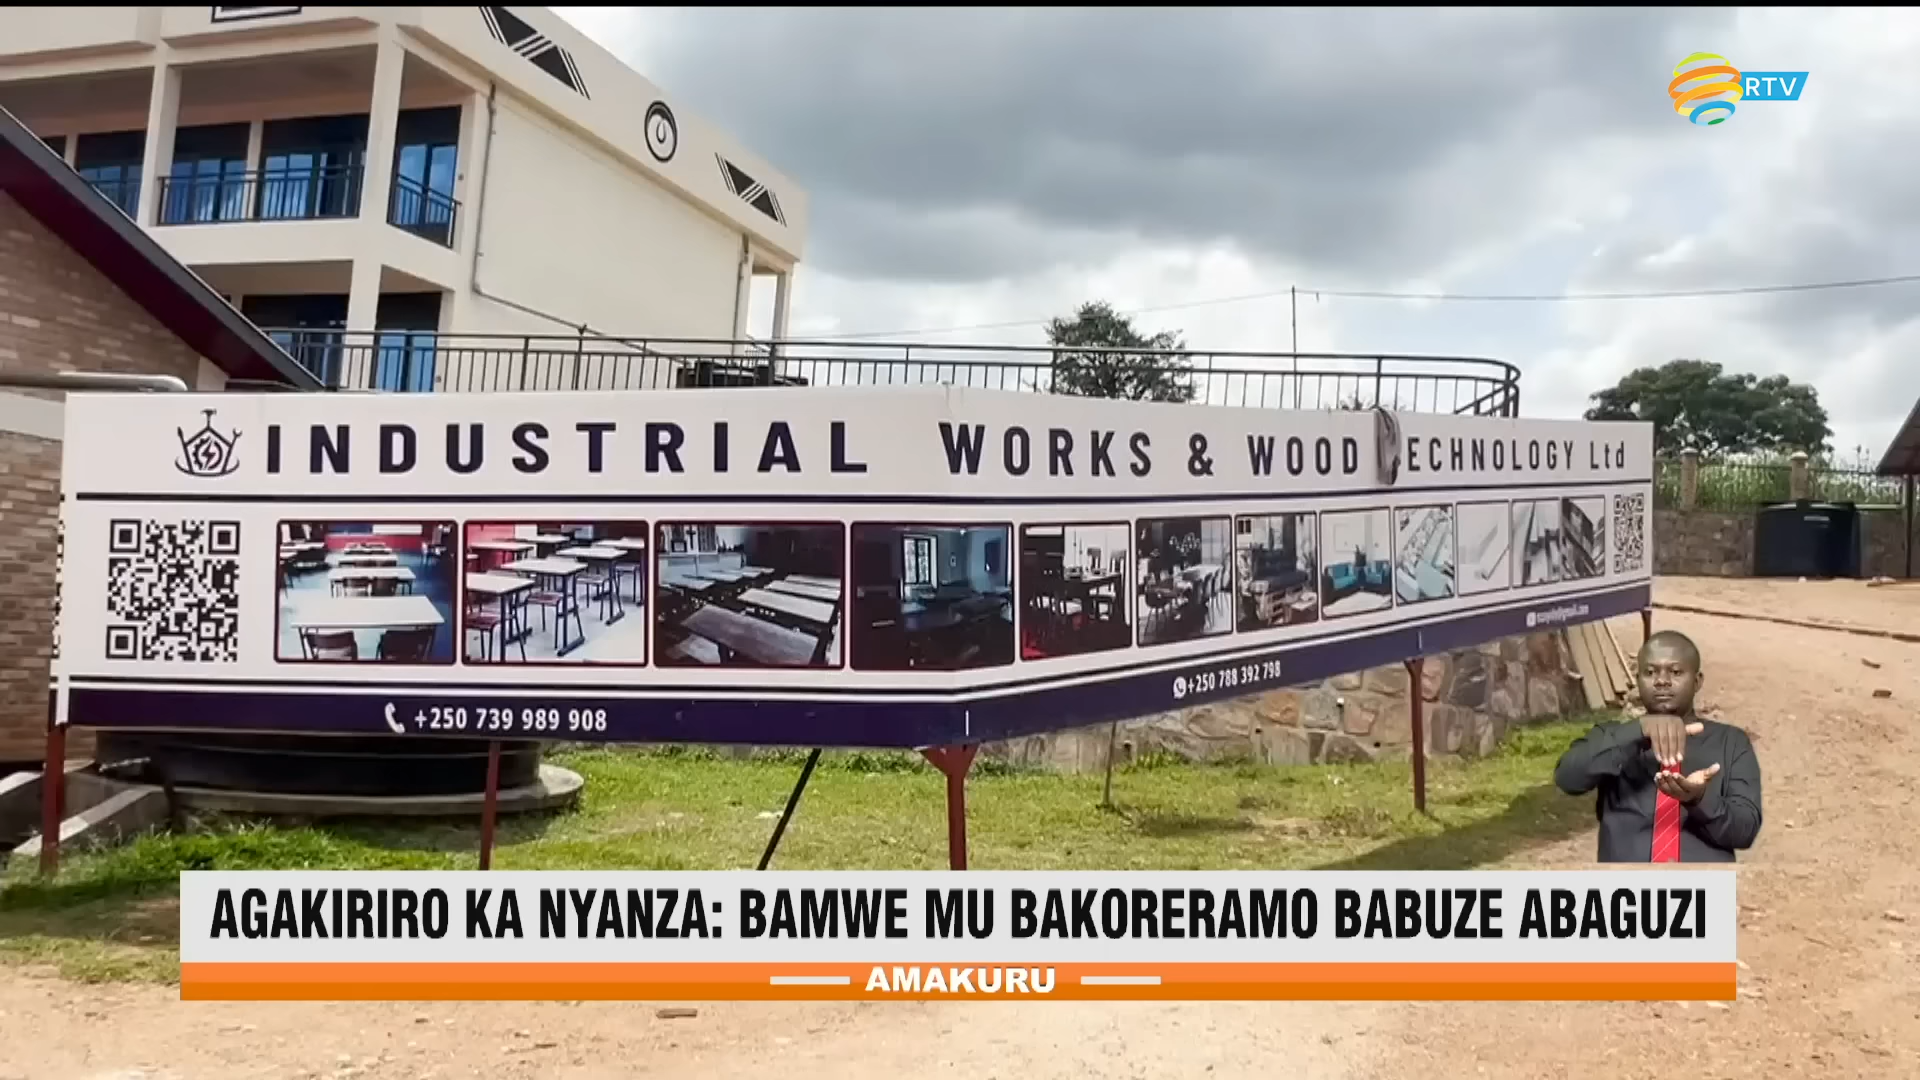 RTV
INDUSTRIAL WORKS & WOOD ECHNOLOGY Ltd
+250 739 989 908
+250 788 392 798
AGAKIRIRO KA NYANZA: BAMWE MU BAKORERAMO BABUZE ABAGUZI
AMAKURU